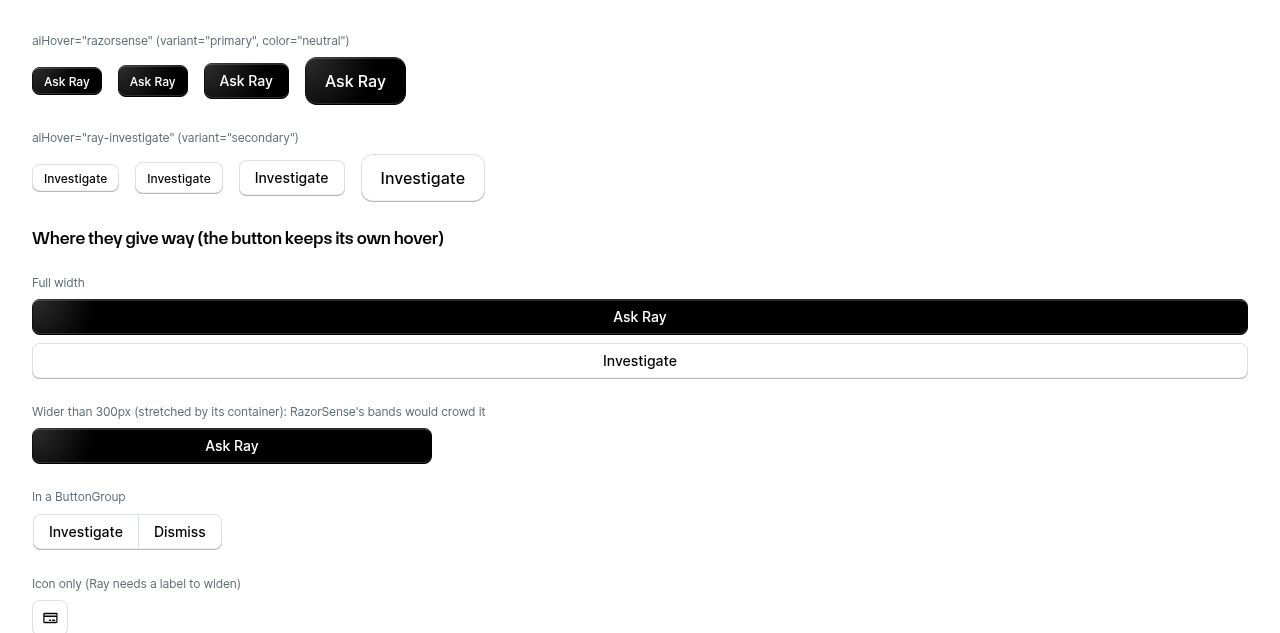 aiHover="razorsense" (variant="primary", color="neutral")
Ask Ray Ask Ray Ask Ray Ask Ray
aiHover="ray-investigate" (variant="secondary")
Investigate Investigate Investigate Investigate
Where they give way (the button keeps its own hover)
Full width
Ask Ray
Investigate
Wider than 300px (stretched by its container): RazorSense's bands would crowd it
Ask Ray
In a ButtonGroup
Investigate Dismiss
Icon only (Ray needs a label to widen)